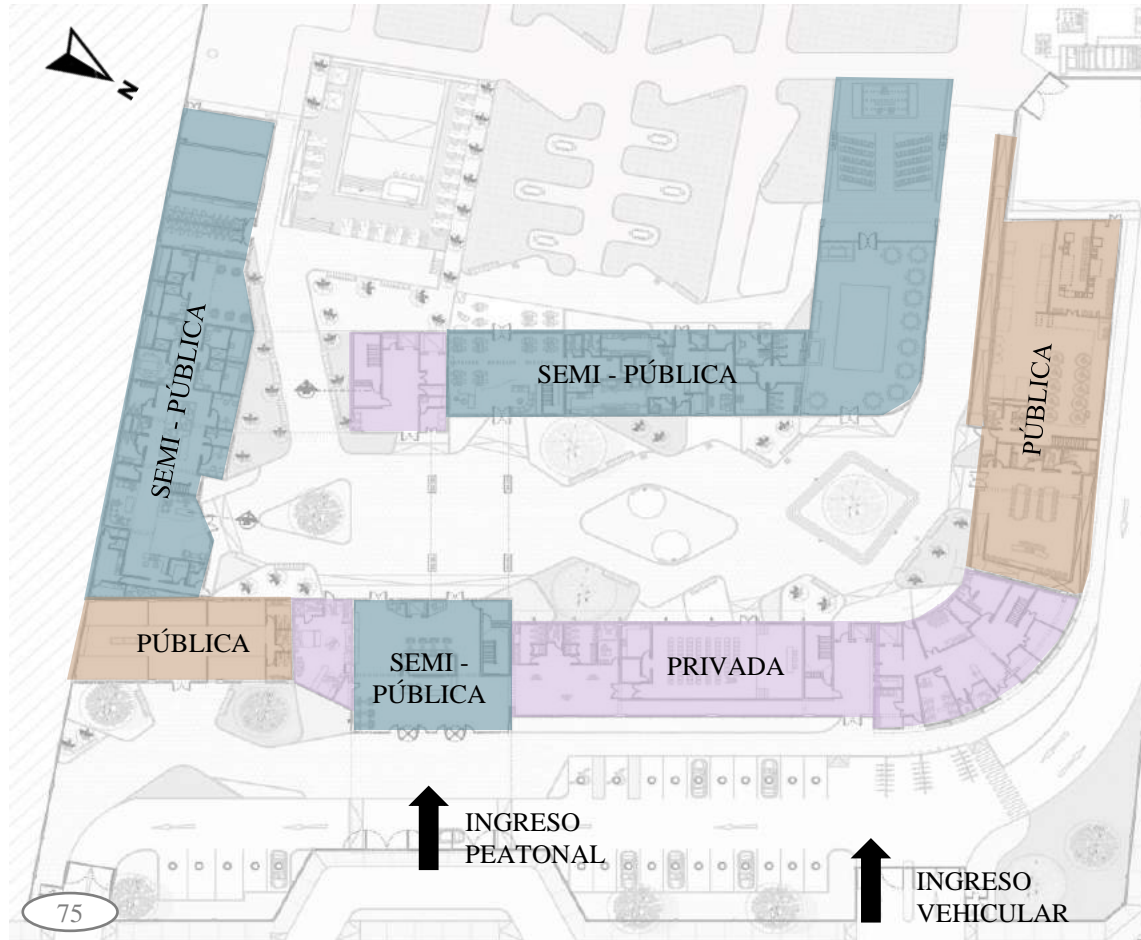 N
SEMI - PÚBLICA
SEMI - PÚBLICA
PÚBLICA
PÚBLICA
SEMI -
PÚBLICA
PRIVADA
INGRESO
PEATONAL
INGRESO
VEHICULAR
75